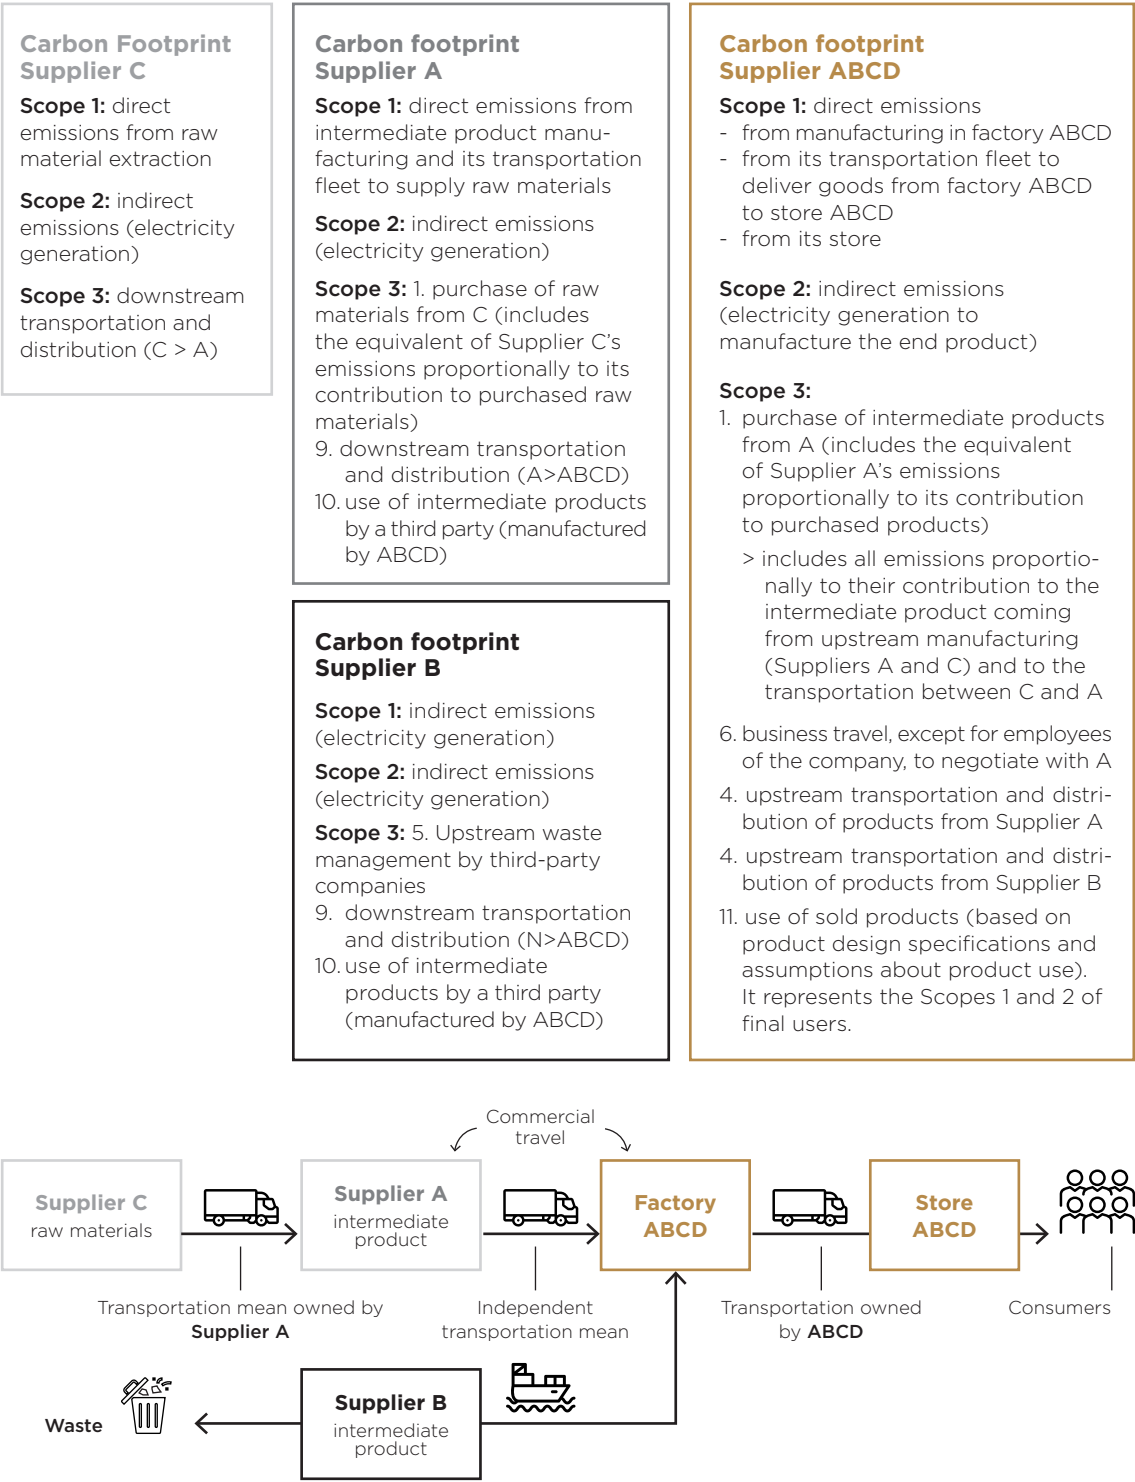 Carbon Footprint
Supplier C
Scope 1: direct
emissions from raw
material extraction
Scope 2: indirect
emissions (electricity
generation)
Scope 3: downstream
transportation and
distribution (C > A)
Carbon footprint
Supplier A
Scope 1: direct emissions from
intermediate product manu-
facturing and its transportation
fleet to supply raw materials
Scope 2: indirect emissions
(electricity generation)
Scope 3: 1. purchase of raw
materials from C (includes
the equivalent of Supplier C's
emissions proportionally to its
contribution to purchased raw
materials)
9. downstream transportation
and distribution (A>ABCD)
10. use of intermediate products
by a third party (manufactured
by ABCD)
Carbon footprint
Supplier B
Scope 1: indirect emissions
(electricity generation)
Scope 2: indirect emissions
(electricity generation)
Scope 3: 5. Upstream waste
management by third-party
companies
9. downstream transportation
and distribution (N>ABCD)
10. use of intermediate
products by a third party
(manufactured by ABCD)
Carbon footprint
Supplier ABCD
Scope 1: direct emissions
- from manufacturing in factory ABCD
- from its transportation fleet to
deliver goods from factory ABCD
to store ABCD
- from its store
Scope 2: indirect emissions
(electricity generation to
manufacture the end product)
Scope 3:
1. purchase of intermediate products
from A (includes the equivalent
of Supplier A's emissions
proportionally to its contribution
to purchased products)
> includes all emissions proportio-
nally to their contribution to the
intermediate product coming
from upstream manufacturing
(Suppliers A and C) and to the
transportation between C and A
6. business travel, except for employees
of the company, to negotiate with A
4. upstream transportation and distri-
bution of products from Supplier A
4. upstream transportation and distri-
bution of products from Supplier B
11. use of sold products (based on
product design specifications and
assumptions about product use).
It represents the Scopes 1 and 2 of
final users.
Commercial
travel
Supplier C
raw materials
Supplier A
intermediate
product
Factory
ABCD
Store
ABCD
Transportation mean owned by
Supplier A
Independent
transportation mean
Transportation owned
by ABCD
Consumers
Waste
Supplier B
intermediate
product